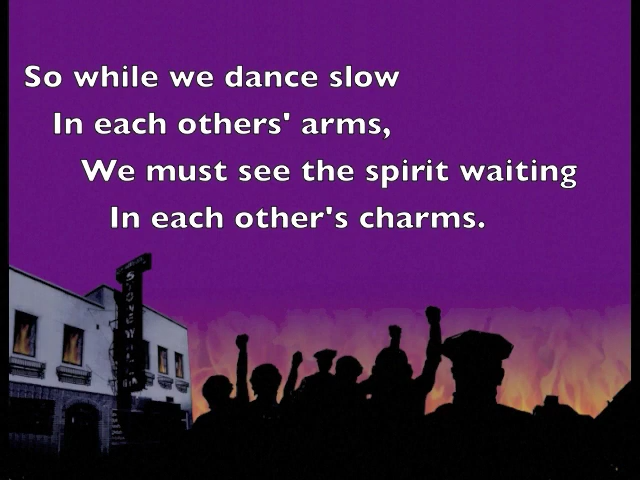 So while we dance slow
In each others' arms,
We must see the spirit waiting
In each other's charms.
STONEWALL